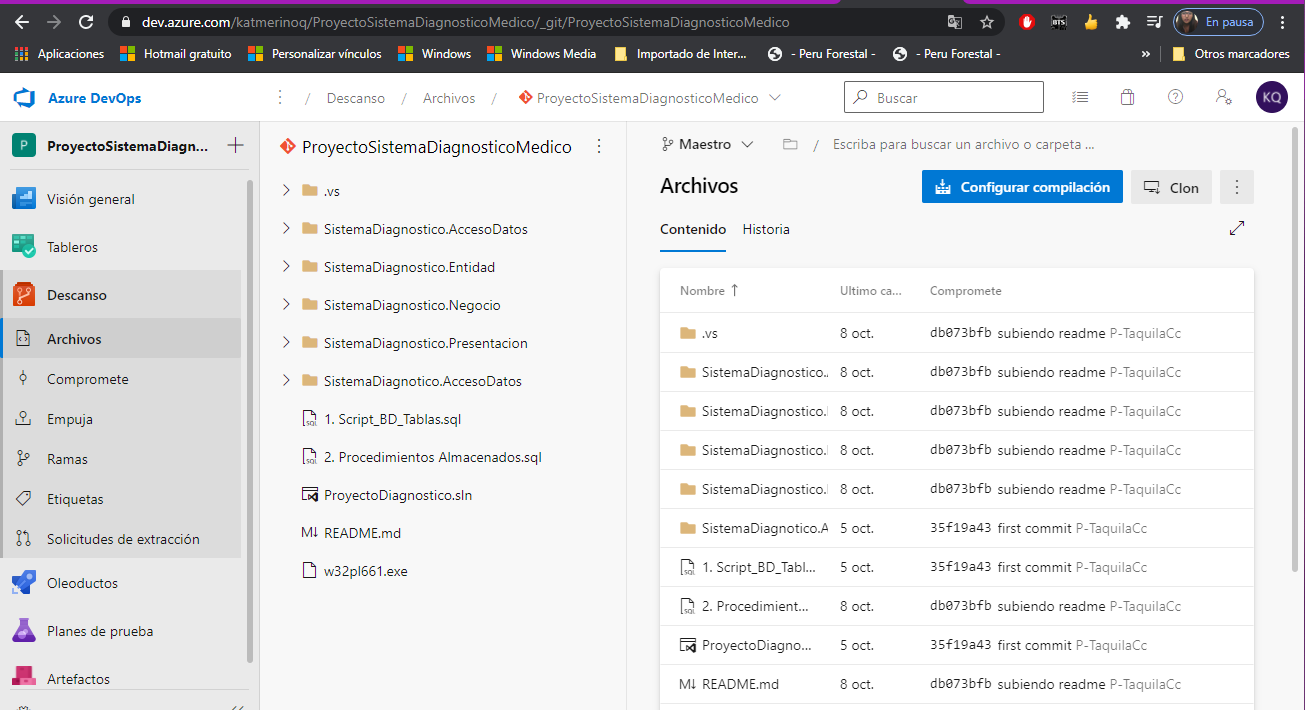 dev.azure.com/katmerinoq/ProyectoSistemaDiagnosticoMedico/_git/ProyectoSistemaDiagnosticoMedico
BTS
En pausa
Aplicaciones
Hotmail gratuito
Personalizar vínculos
Windows
Windows Media
Importado de Inter...
- Peru Forestal -
- Peru Forestal -
»
Otros marcadores
Azure DevOps
/ Descanso / Archivos / ProyectoSistemaDiagnosticoMedico
Buscar
KQ
P ProyectoSistemaDiagn... +
Visión general
Tableros
Descanso
Archivos
Compromete
Empuja
Ramas
Etiquetas
Solicitudes de extracción
Oleoductos
Planes de prueba
Artefactos
ProyectoSistemaDiagnosticoMedico
.vs
SistemaDiagnostico.AccesoDatos
SistemaDiagnostico.Entidad
SistemaDiagnostico.Negocio
SistemaDiagnostico.Presentacion
SistemaDiagnotico.AccesoDatos
1. Script_BD_Tablas.sql
2. Procedimientos Almacenados.sql
ProyectoDiagnostico.sln
M↓ README.md
w32pl661.exe
Maestro / Escriba para buscar un archivo o carpeta ...
Archivos
Configurar compilación
Clon
Contenido Historia
Nombre ↑ Ultimo ca... Compromete
.vs 8 oct. db073bfb subiendo readme P-TaquilaCc
SistemaDiagnostico. 8 oct. db073bfb subiendo readme P-TaquilaCc
SistemaDiagnostico. 8 oct. db073bfb subiendo readme P-TaquilaCc
SistemaDiagnostico. 8 oct. db073bfb subiendo readme P-TaquilaCc
SistemaDiagnostico. 8 oct. db073bfb subiendo readme P-TaquilaCc
SistemaDiagnotico.A 5 oct. 35f19a43 first commit P-TaquilaCc
1. Script_BD_Tabl... 5 oct. 35f19a43 first commit P-TaquilaCc
2. Procedimient... 8 oct. db073bfb subiendo readme P-TaquilaCc
ProyectoDiagno... 5 oct. 35f19a43 first commit P-TaquilaCc
M↓ README.md 8 oct. db073bfb subiendo readme P-TaquilaCc